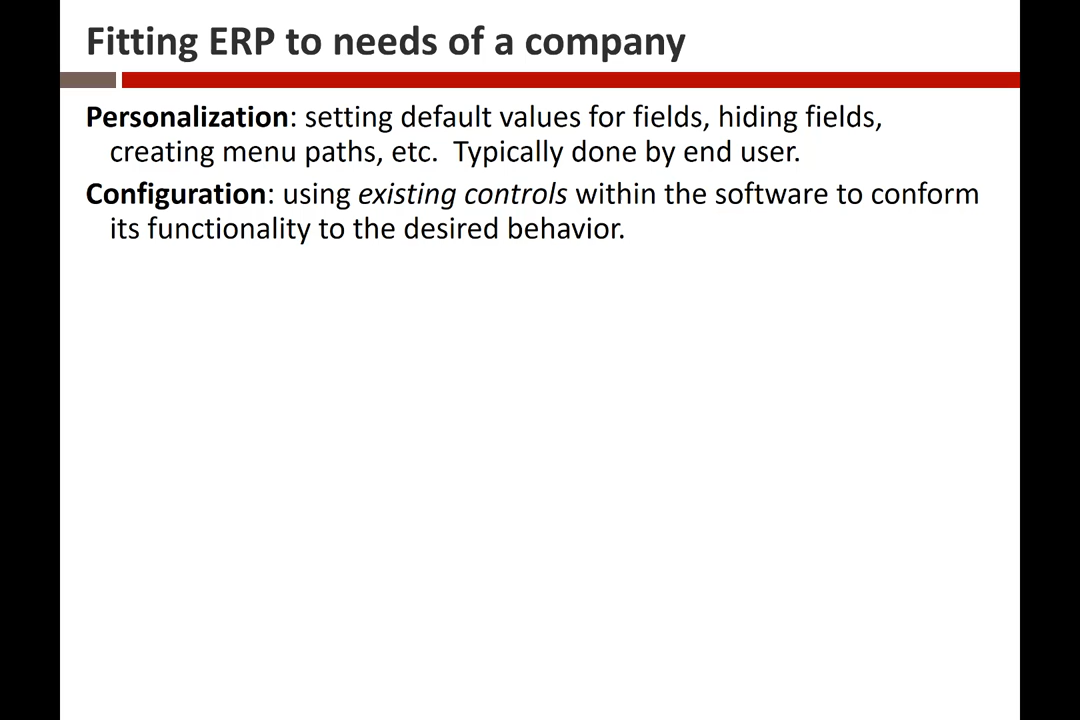 Fitting ERP to needs of a company
Personalization: setting default values for fields, hiding fields,
creating menu paths, etc.  Typically done by end user.
Configuration: using existing controls within the software to conform
its functionality to the desired behavior.